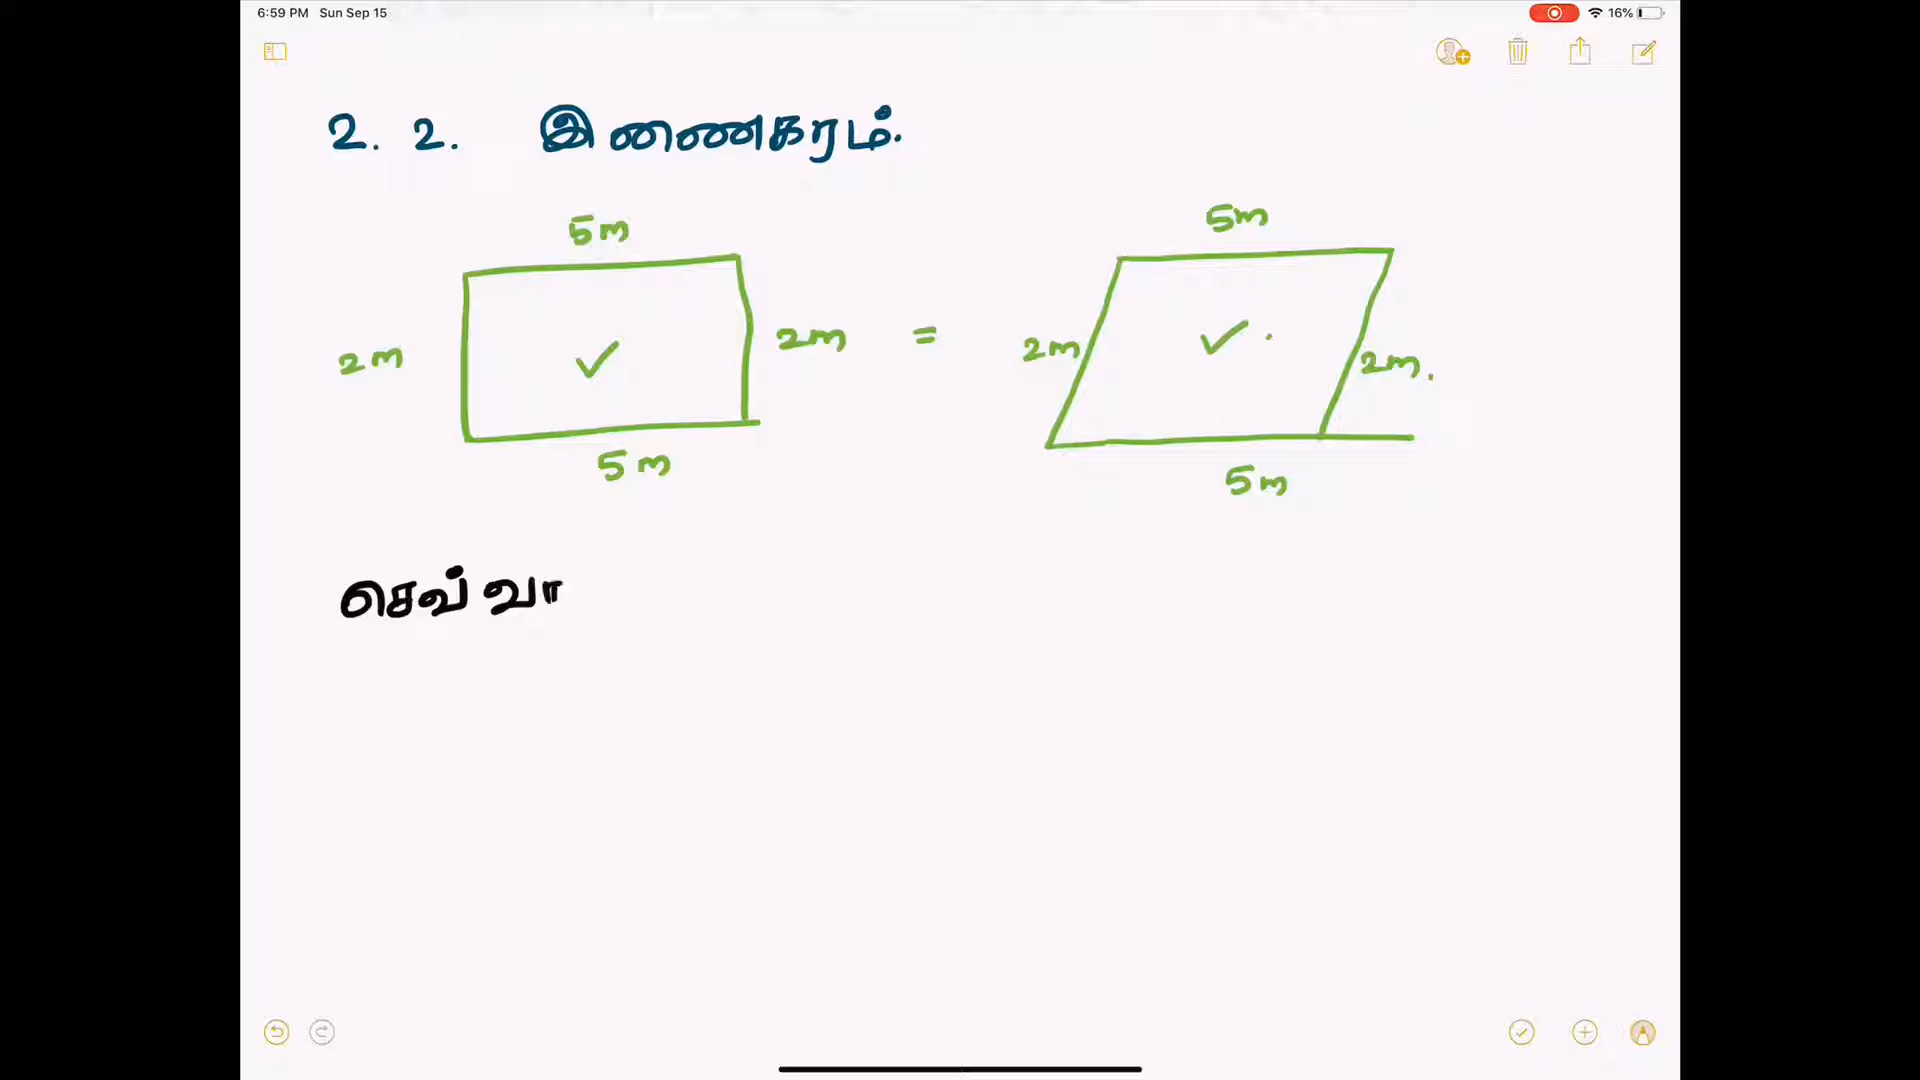 6:59 PM Sun Sep 15 16%
2. 2. இணைகரம்.
5m 5m
2m 2m = 2m 2m.
5m 5m
செவ்வா